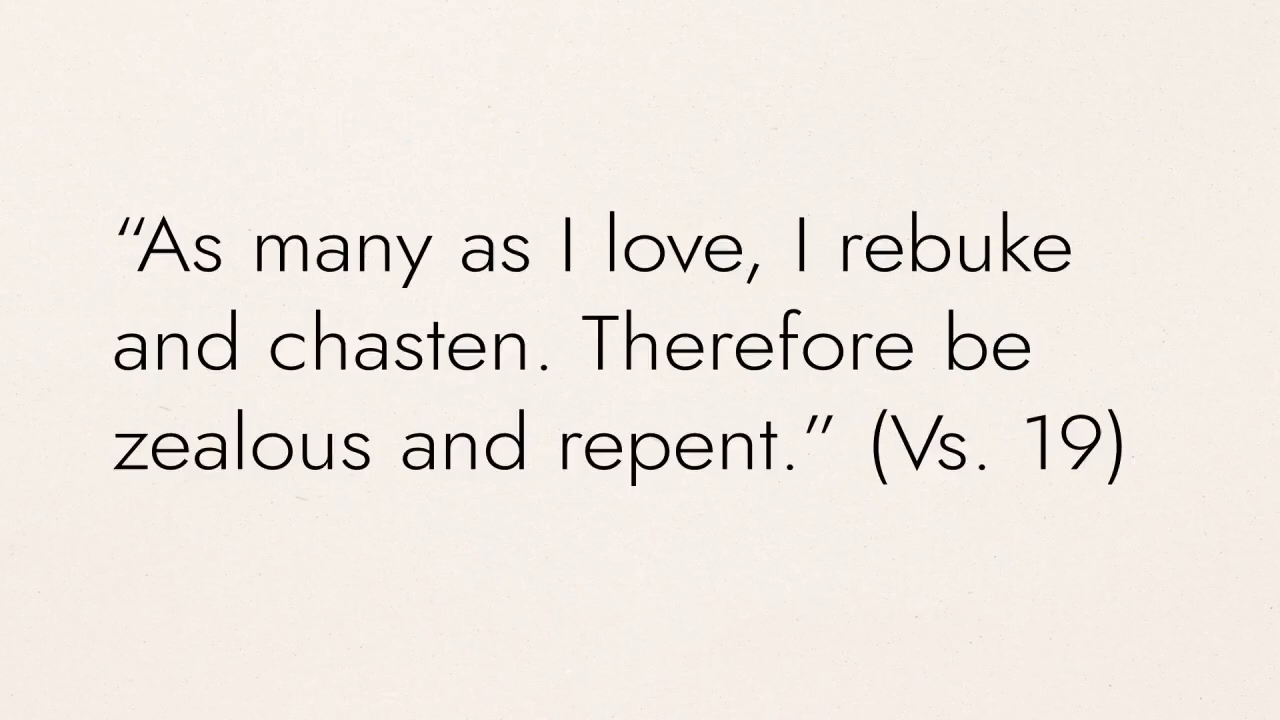 “As many as I love, I rebuke
and chasten. Therefore be
zealous and repent.” (Vs. 19)